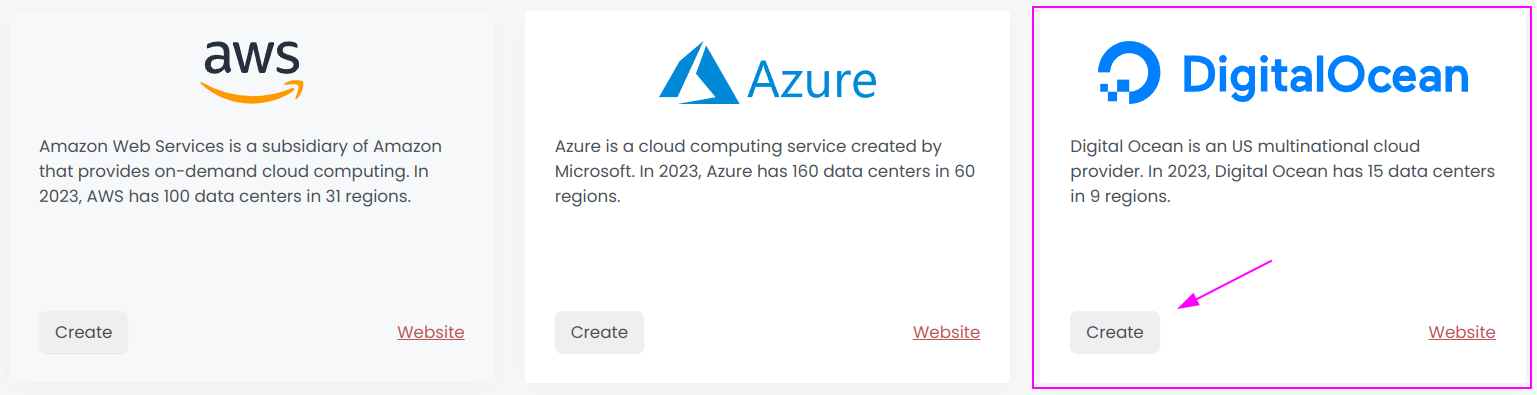 aws
Amazon Web Services is a subsidiary of Amazon
that provides on-demand cloud computing. In
2023, AWS has 100 data centers in 31 regions.
Create
Website
Azure
Azure is a cloud computing service created by
Microsoft. In 2023, Azure has 160 data centers in 60
regions.
Create
Website
DigitalOcean
Digital Ocean is an US multinational cloud
provider. In 2023, Digital Ocean has 15 data centers
in 9 regions.
Create
Website